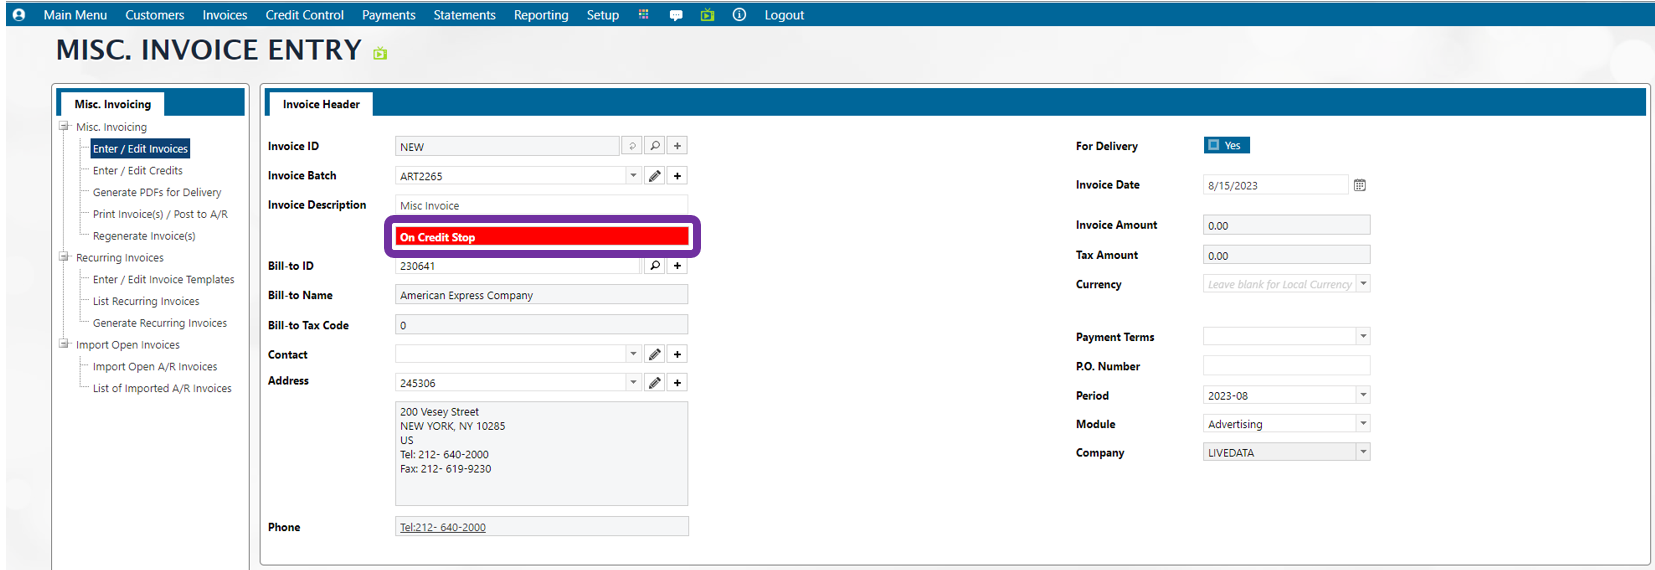 Main Menu Customers Invoices Credit Control Payments Statements Reporting Setup Logout
MISC. INVOICE ENTRY
Misc. Invoicing
Misc. Invoicing
Enter / Edit Invoices
Enter / Edit Credits
Generate PDFs for Delivery
Print Invoice(s) / Post to A/R
Regenerate Invoice(s)
Recurring Invoices
Enter / Edit Invoice Templates
List Recurring Invoices
Generate Recurring Invoices
Import Open Invoices
Import Open A/R Invoices
List of Imported A/R Invoices
Invoice Header
Invoice ID NEW
Invoice Batch ART2265
Invoice Description Misc Invoice
On Credit Stop
Bill-to ID 230641
Bill-to Name American Express Company
Bill-to Tax Code 0
Contact
Address 245306
200 Vesey Street
NEW YORK, NY 10285
US
Tel: 212- 640-2000
Fax: 212- 619-9230
Phone Tel:212- 640-2000
For Delivery Yes
Invoice Date 8/15/2023
Invoice Amount 0.00
Tax Amount 0.00
Currency Leave blank for Local Currency
Payment Terms
P.O. Number
Period 2023-08
Module Advertising
Company LIVEDATA